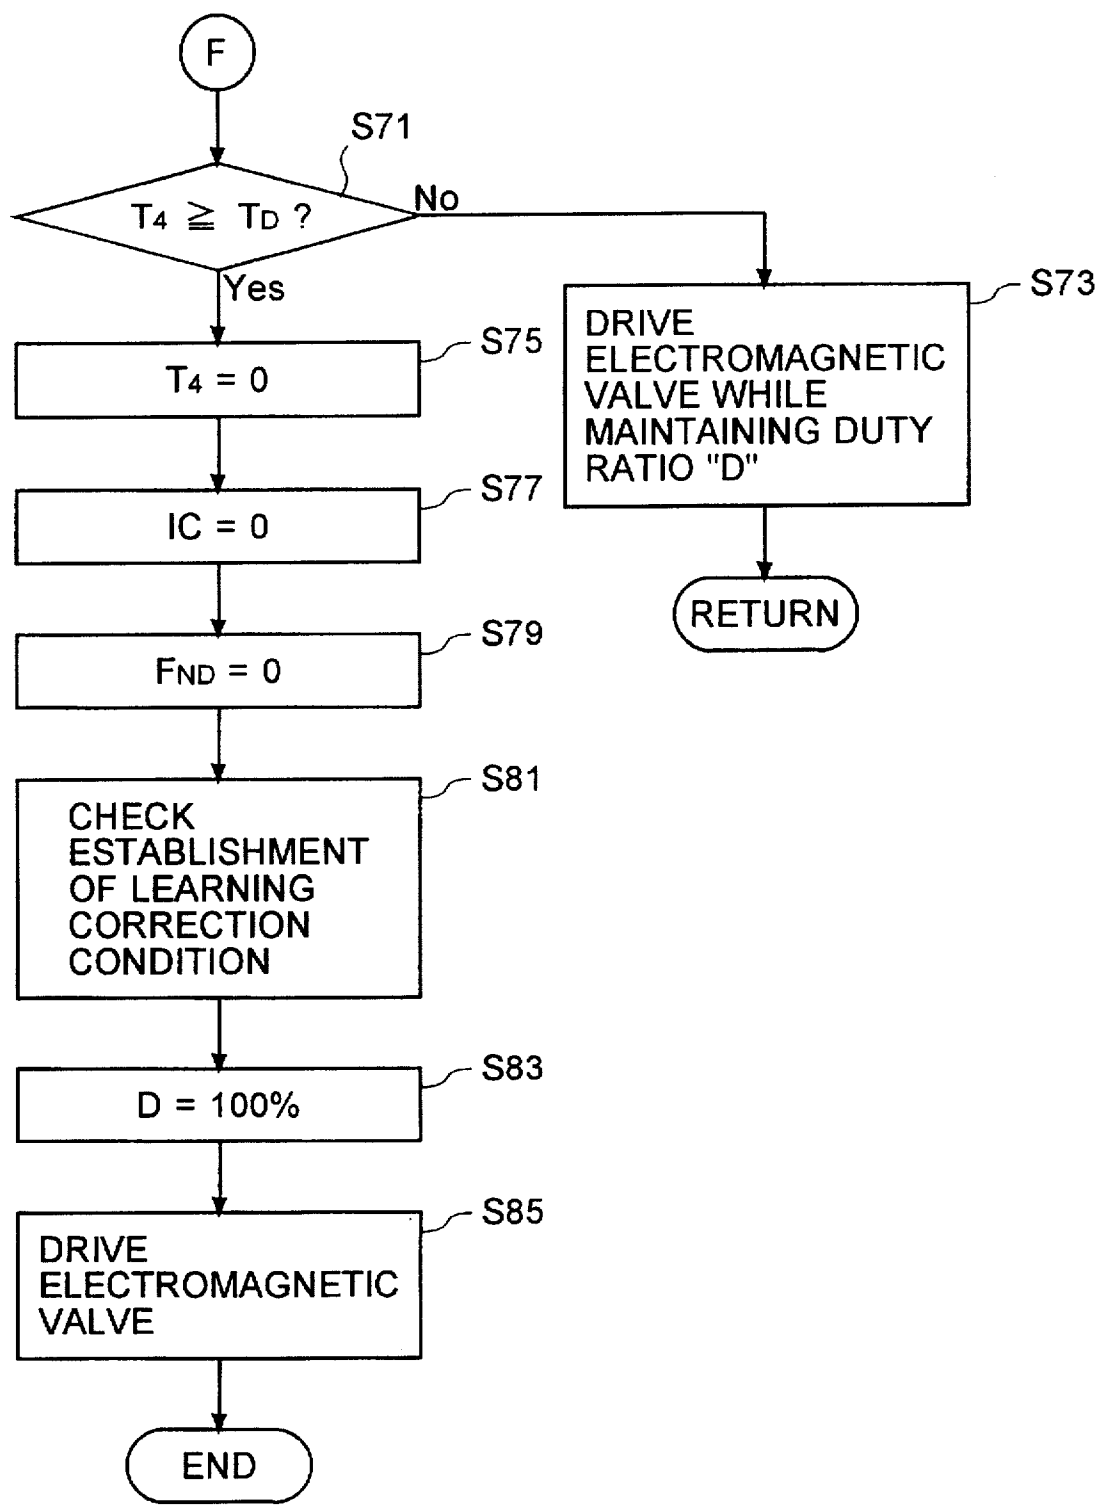 F
S71
T4 ≧ TD ?
No
Yes
S73
DRIVE
ELECTROMAGNETIC
VALVE WHILE
MAINTAINING DUTY
RATIO "D"
RETURN
S75
T4 = 0
S77
IC = 0
S79
FND = 0
S81
CHECK
ESTABLISHMENT
OF LEARNING
CORRECTION
CONDITION
S83
D = 100%
S85
DRIVE
ELECTROMAGNETIC
VALVE
END